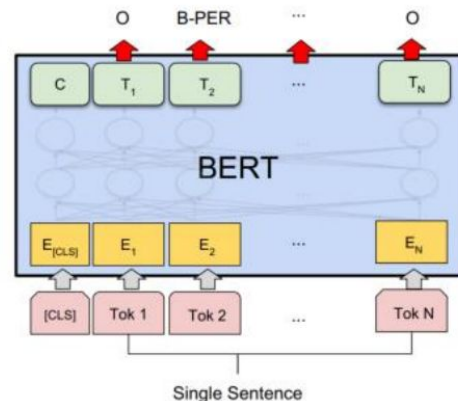 O B-PER ... O
C T1 T2 ... TN
BERT
E[CLS] E1 E2 ... EN
[CLS] Tok 1 Tok 2 ... Tok N
Single Sentence